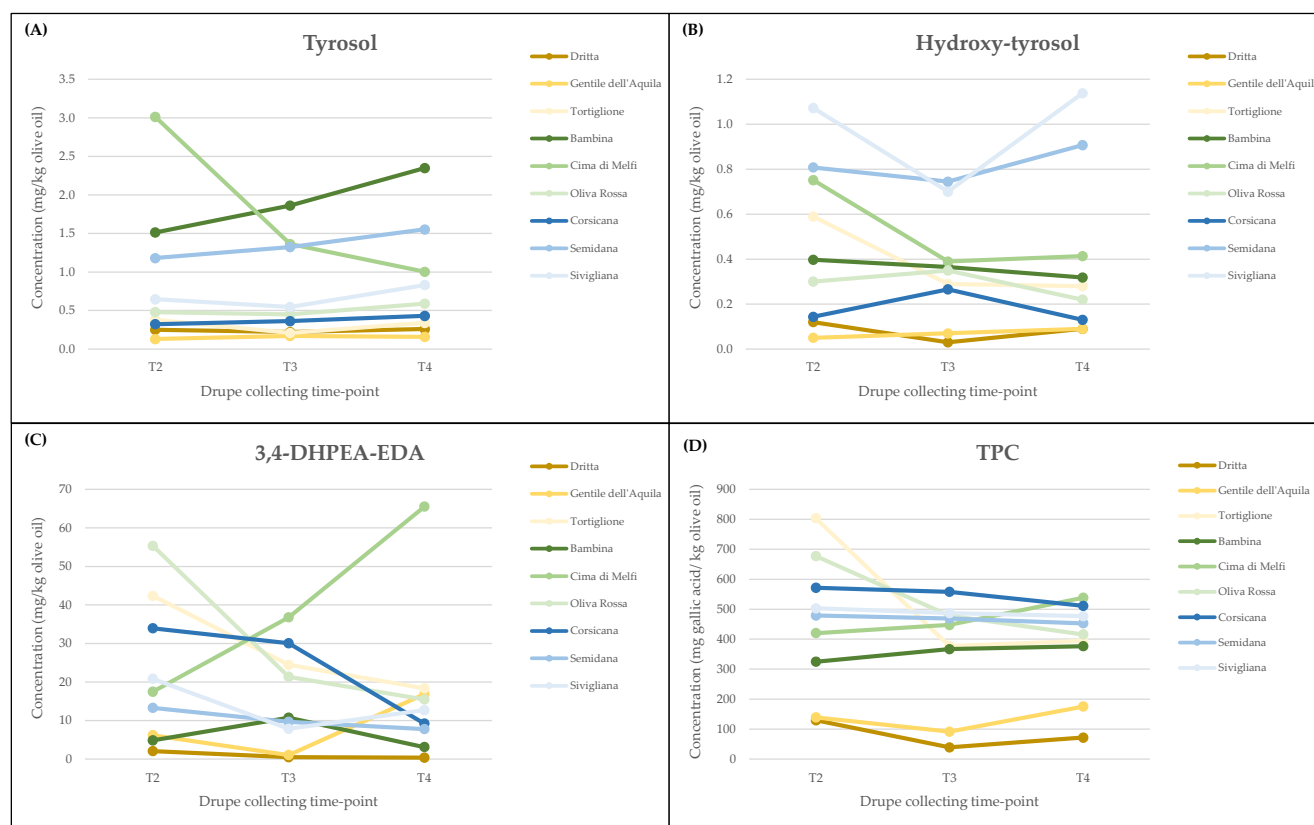 (A)
Tyrosol
Concentration (mg/kg olive oil)
3.5
3.0
2.5
2.0
1.5
1.0
0.5
0.0
T2
T3
T4
Drupe collecting time-point
Dritta
Gentile dell'Aquila
Tortiglione
Bambina
Cima di Melfi
Oliva Rossa
Corsicana
Semidana
Sivigliana
(B)
Hydroxy-tyrosol
Concentration (mg/kg olive oil)
1.2
1.0
0.8
0.6
0.4
0.2
0.0
T2
T3
T4
Drupe collecting time-point
Dritta
Gentile dell'Aquila
Tortiglione
Bambina
Cima di Melfi
Oliva Rossa
Corsicana
Semidana
Sivigliana
(C)
3,4-DHPEA-EDA
Concentration (mg/kg olive oil)
70
60
50
40
30
20
10
0
T2
T3
T4
Drupe collecting time-point
Dritta
Gentile dell'Aquila
Tortiglione
Bambina
Cima di Melfi
Oliva Rossa
Corsicana
Semidana
Sivigliana
(D)
TPC
Concentration (mg gallic acid/ kg olive oil)
900
800
700
600
500
400
300
200
100
0
T2
T3
T4
Drupe collecting time-point
Dritta
Gentile dell'Aquila
Tortiglione
Bambina
Cima di Melfi
Oliva Rossa
Corsicana
Semidana
Sivigliana